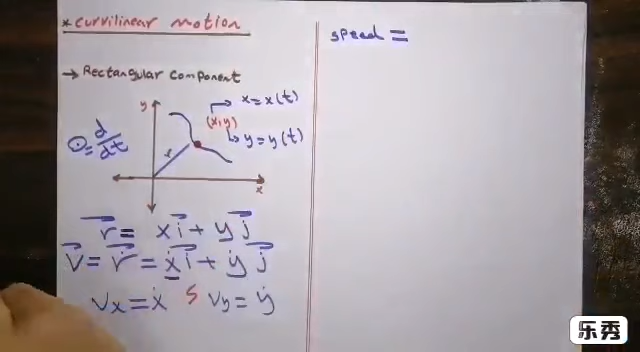 * curvilinear motion
→ Rectangular component
y
x = x(t)
(x,y)
y = y(t)
ʘ = d/dt
r
x
r⃗ = x i⃗ + y j⃗
v⃗ = ṙ⃗ = ẋ i⃗ + ẏ j⃗
Vx = ẋ
Vy = ẏ
speed =
乐秀